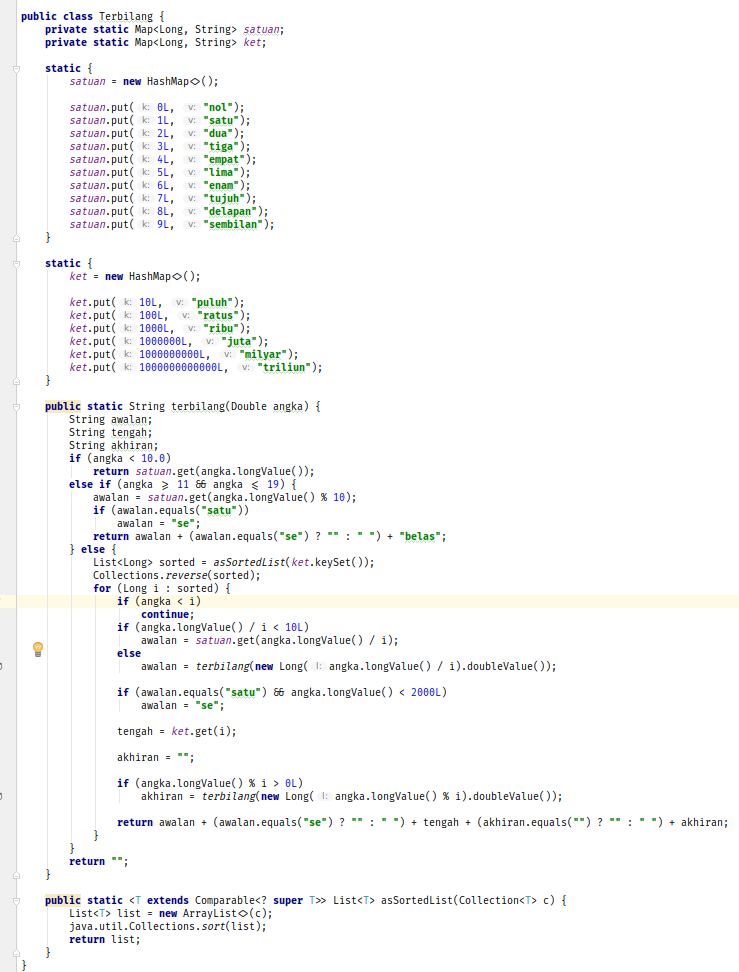 public class Terbilang {
    private static Map<Long, String> satuan;
    private static Map<Long, String> ket;
    static {
        satuan = new HashMap<>();
        satuan.put( k: 0L, v: "nol");
        satuan.put( k: 1L, v: "satu");
        satuan.put( k: 2L, v: "dua");
        satuan.put( k: 3L, v: "tiga");
        satuan.put( k: 4L, v: "empat");
        satuan.put( k: 5L, v: "lima");
        satuan.put( k: 6L, v: "enam");
        satuan.put( k: 7L, v: "tujuh");
        satuan.put( k: 8L, v: "delapan");
        satuan.put( k: 9L, v: "sembilan");
    }
    static {
        ket = new HashMap<>();
        ket.put( k: 10L, v: "puluh");
        ket.put( k: 100L, v: "ratus");
        ket.put( k: 1000L, v: "ribu");
        ket.put( k: 1000000L, v: "juta");
        ket.put( k: 1000000000L, v: "milyar");
        ket.put( k: 1000000000000L, v: "triliun");
    }
    public static String terbilang(Double angka) {
        String awalan;
        String tengah;
        String akhiran;
        if (angka < 10.0)
            return satuan.get(angka.longValue());
        else if (angka ≥ 11 && angka ≤ 19) {
            awalan = satuan.get(angka.longValue() % 10);
            if (awalan.equals("satu"))
                awalan = "se";
            return awalan + (awalan.equals("se") ? "" : " ") + "belas";
        } else {
            List<Long> sorted = asSortedList(ket.keySet());
            Collections.reverse(sorted);
            for (Long i : sorted) {
                if (angka < i)
                    continue;
                if (angka.longValue() / i < 10L)
                    awalan = satuan.get(angka.longValue() / i);
                else
                    awalan = terbilang(new Long( l: angka.longValue() / i).doubleValue());
                if (awalan.equals("satu") && angka.longValue() < 2000L)
                    awalan = "se";
                tengah = ket.get(i);
                akhiran = "";
                if (angka.longValue() % i > 0L)
                    akhiran = terbilang(new Long( l: angka.longValue() % i).doubleValue());
                return awalan + (awalan.equals("se") ? "" : " ") + tengah + (akhiran.equals("") ? "" : " ") + akhiran;
            }
        }
        return "";
    }
    public static <T extends Comparable<? super T>> List<T> asSortedList(Collection<T> c) {
        List<T> list = new ArrayList<>(c);
        java.util.Collections.sort(list);
        return list;
    }
}